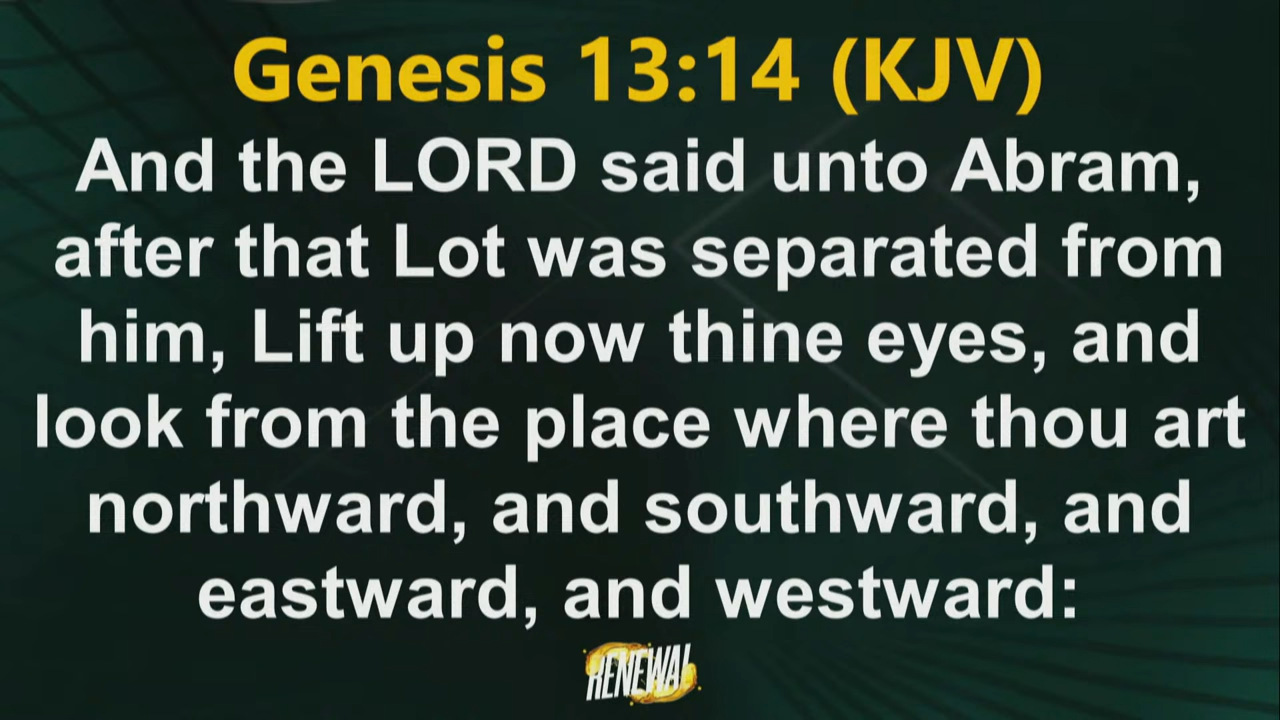 Genesis 13:14 (KJV)
And the LORD said unto Abram,
after that Lot was separated from
him, Lift up now thine eyes, and
look from the place where thou art
northward, and southward, and
eastward, and westward:
RENEWAL